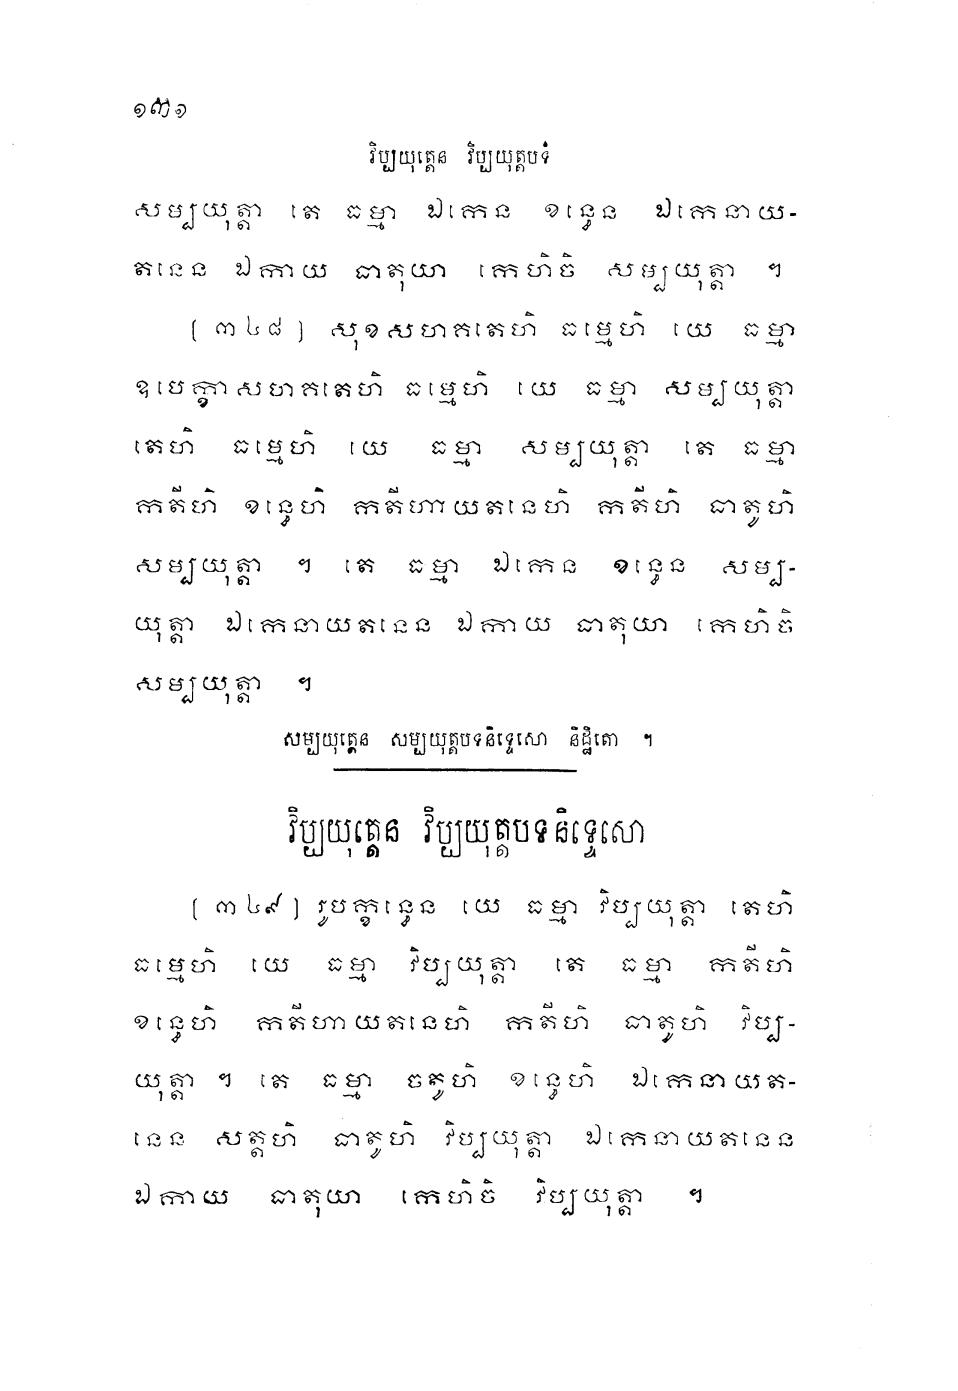 ១៣១
វិប្បយុត្តេន វិប្បយុត្តបទំ
សម្បយុត្តា តេ ធម្មា ឯកេន ខន្ធេន ឯកេនាយ-
តនេន ឯកាយ ធាតុយា កេហិចិ សម្បយុត្តា ។
(៣៤៨) សុខសហគតេហិ ធម្មេហិ យេ ធម្មា
ឧបេក្ខាសហគតេហិ ធម្មេហិ យេ ធម្មា សម្បយុត្តា
តេហិ ធម្មេហិ យេ ធម្មា សម្បយុត្តា តេ ធម្មា
កតីហិ ខន្ធេហិ កតីហាយតនេហិ កតីហិ ធាតូហិ
សម្បយុត្តា ។ តេ ធម្មា ឯកេន ខន្ធេន សម្ប-
យុត្តា ឯកេនាយតនេន ឯកាយ ធាតុយា កេហិចិ
សម្បយុត្តា ។
សម្បយុត្តេន សម្បយុត្តបទនិទ្ទេសោ និដ្ឋិតោ ។
វិប្បយុត្តេន វិប្បយុត្តបទនិទ្ទេសោ
(៣៤៩) រូបក្ខន្ធេន យេ ធម្មា វិប្បយុត្តា តេហិ
ធម្មេហិ យេ ធម្មា វិប្បយុត្តា តេ ធម្មា កតីហិ
ខន្ធេហិ កតីហាយតនេហិ កតីហិ ធាតូហិ វិប្ប-
យុត្តា ។ តេ ធម្មា ចតូហិ ខន្ធេហិ ឯកេនាយត-
នេន សត្តហិ ធាតូហិ វិប្បយុត្តា ឯកេនាយតនេន
ឯកាយ ធាតុយា កេហិចិ វិប្បយុត្តា ។